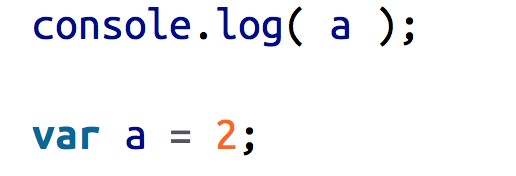 console.log( a );
var a = 2;